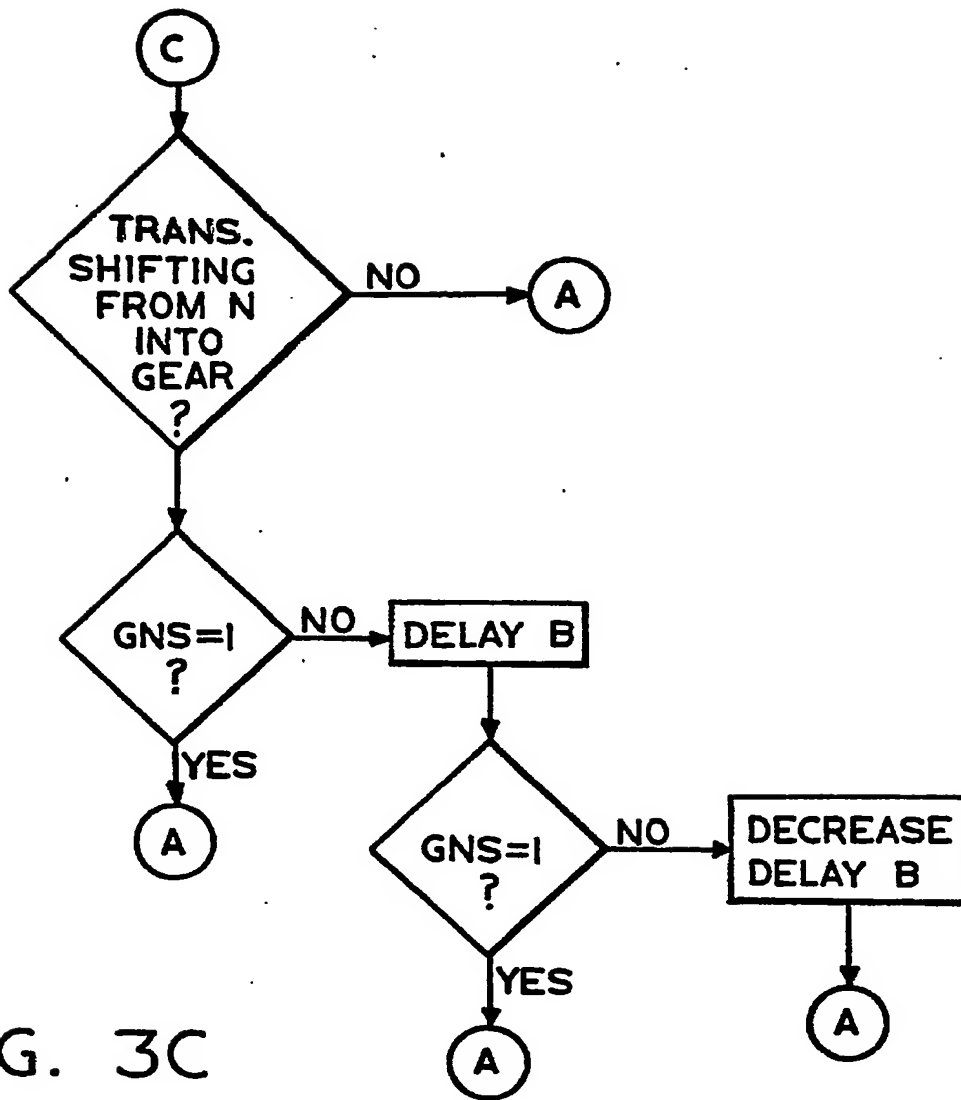 C
TRANS.
SHIFTING
FROM N
INTO
GEAR
?
NO
A
GNS=1
?
NO
DELAY B
YES
A
GNS=1
?
NO
DECREASE
DELAY B
YES
A
A
G. 3C